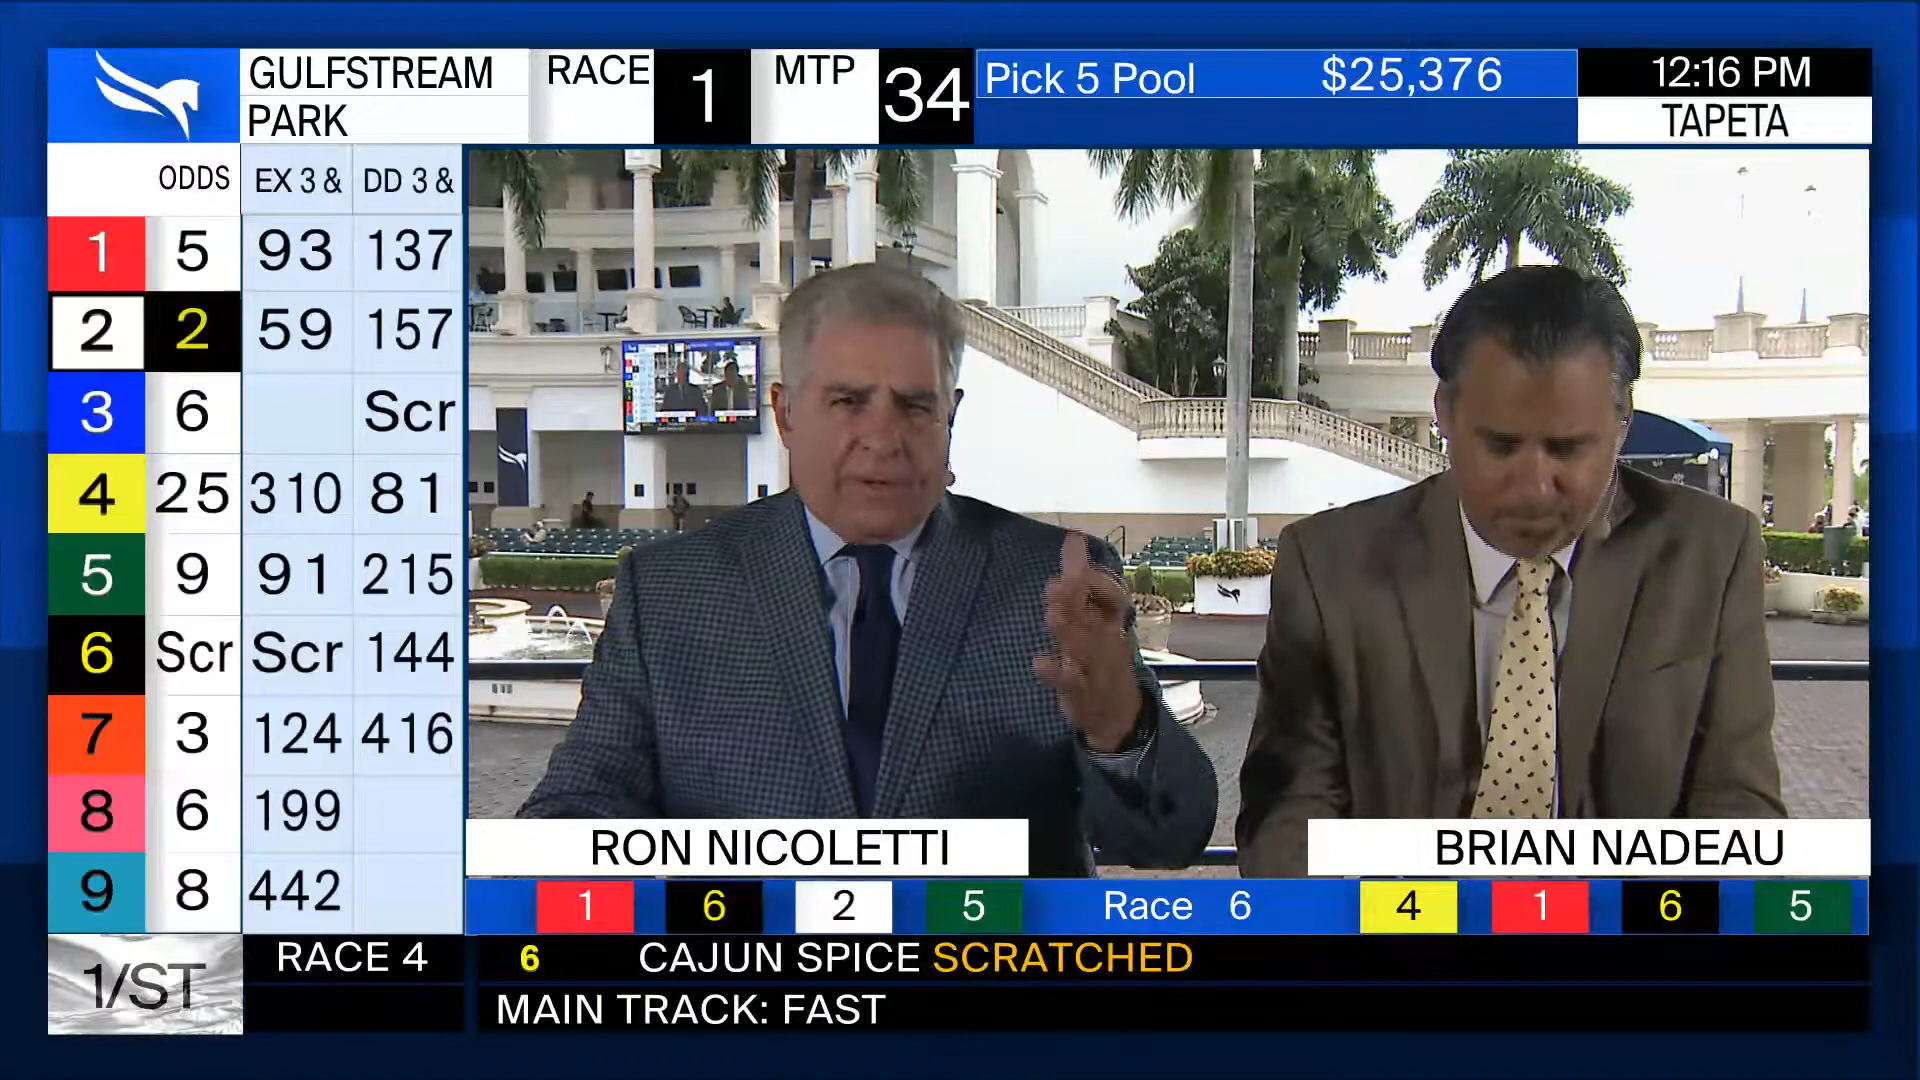 GULFSTREAM PARK RACE 1 MTP 34 Pick 5 Pool $25,376 12:16 PM
TAPETA
ODDS EX 3 & DD 3 &
1 5 93 137
2 2 59 157
3 6 Scr
4 25 310 81
5 9 91 215
6 Scr Scr 144
7 3 124 416
8 6 199
9 8 442
RON NICOLETTI BRIAN NADEAU
1 6 2 5 Race 6 4 1 6 5
1/ST RACE 4 6 CAJUN SPICE SCRATCHED
MAIN TRACK: FAST